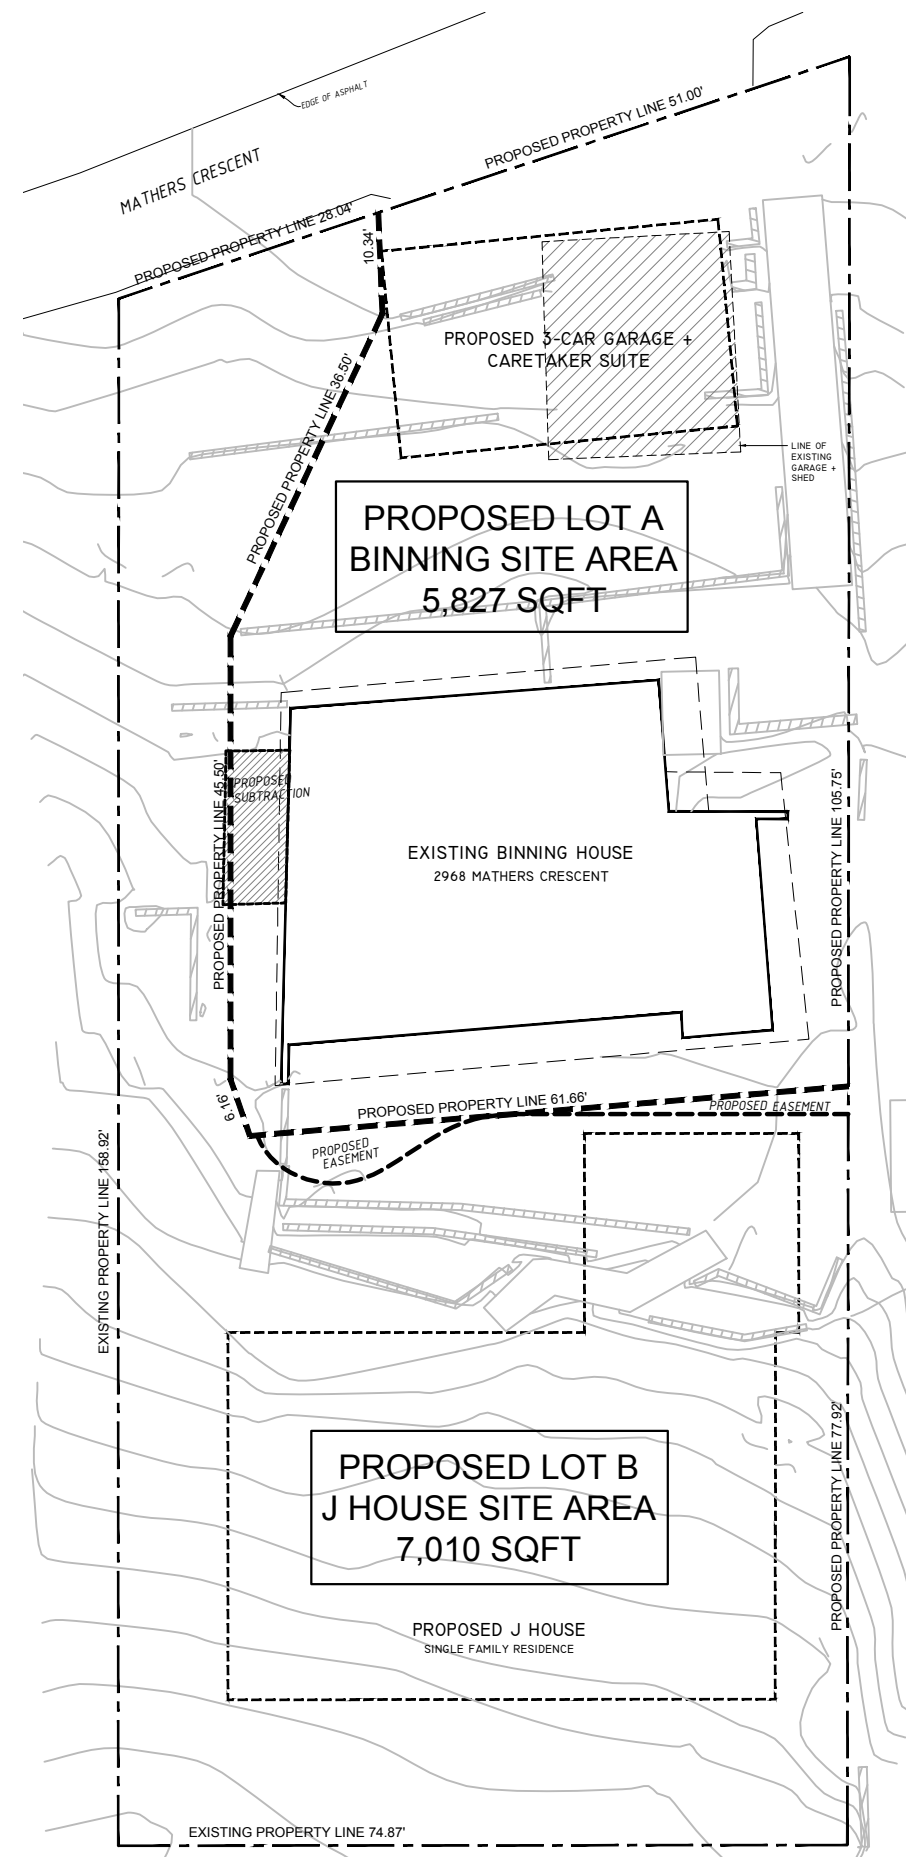 EDGE OF ASPHALT
MATHERS CRESCENT
PROPOSED PROPERTY LINE 51.00'
PROPOSED PROPERTY LINE 28.04'
10.34'
PROPOSED 3-CAR GARAGE +
CARETAKER SUITE
PROPOSED PROPERTY LINE 36.50'
LINE OF
EXISTING
GARAGE +
SHED
PROPOSED LOT A
BINNING SITE AREA
5,827 SQFT
PROPOSED
SUBTRACTION
PROPOSED PROPERTY LINE 45.50'
EXISTING BINNING HOUSE
2968 MATHERS CRESCENT
PROPOSED PROPERTY LINE 105.75'
6.16'
PROPOSED PROPERTY LINE 61.66'
PROPOSED EASEMENT
PROPOSED
EASEMENT
EXISTING PROPERTY LINE 158.92'
PROPOSED PROPERTY LINE 77.92'
PROPOSED LOT B
J HOUSE SITE AREA
7,010 SQFT
PROPOSED J HOUSE
SINGLE FAMILY RESIDENCE
EXISTING PROPERTY LINE 74.87'